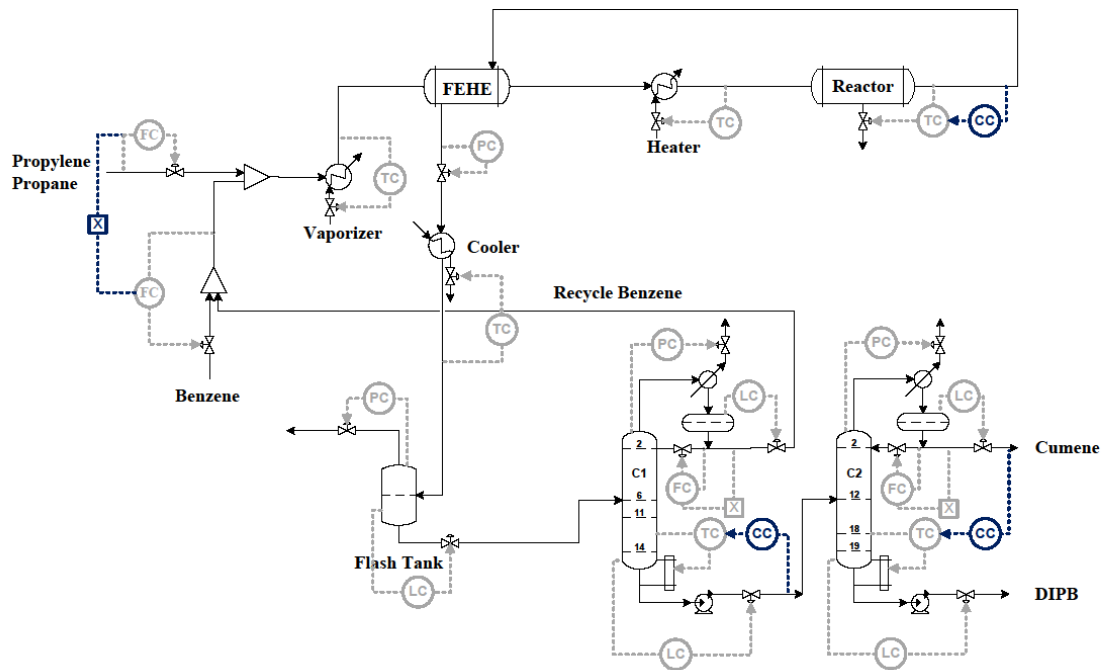 FEHE
Reactor
TC
TC
CC
Heater
FC
PC
TC
Propylene
Propane
Vaporizer
X
Cooler
FC
Recycle Benzene
TC
Benzene
PC
PC
PC
LC
LC
2
2
Cumene
C1
C2
FC
FC
6
12
X
X
11
18
TC
CC
TC
CC
14
19
Flash Tank
LC
DIPB
LC
LC